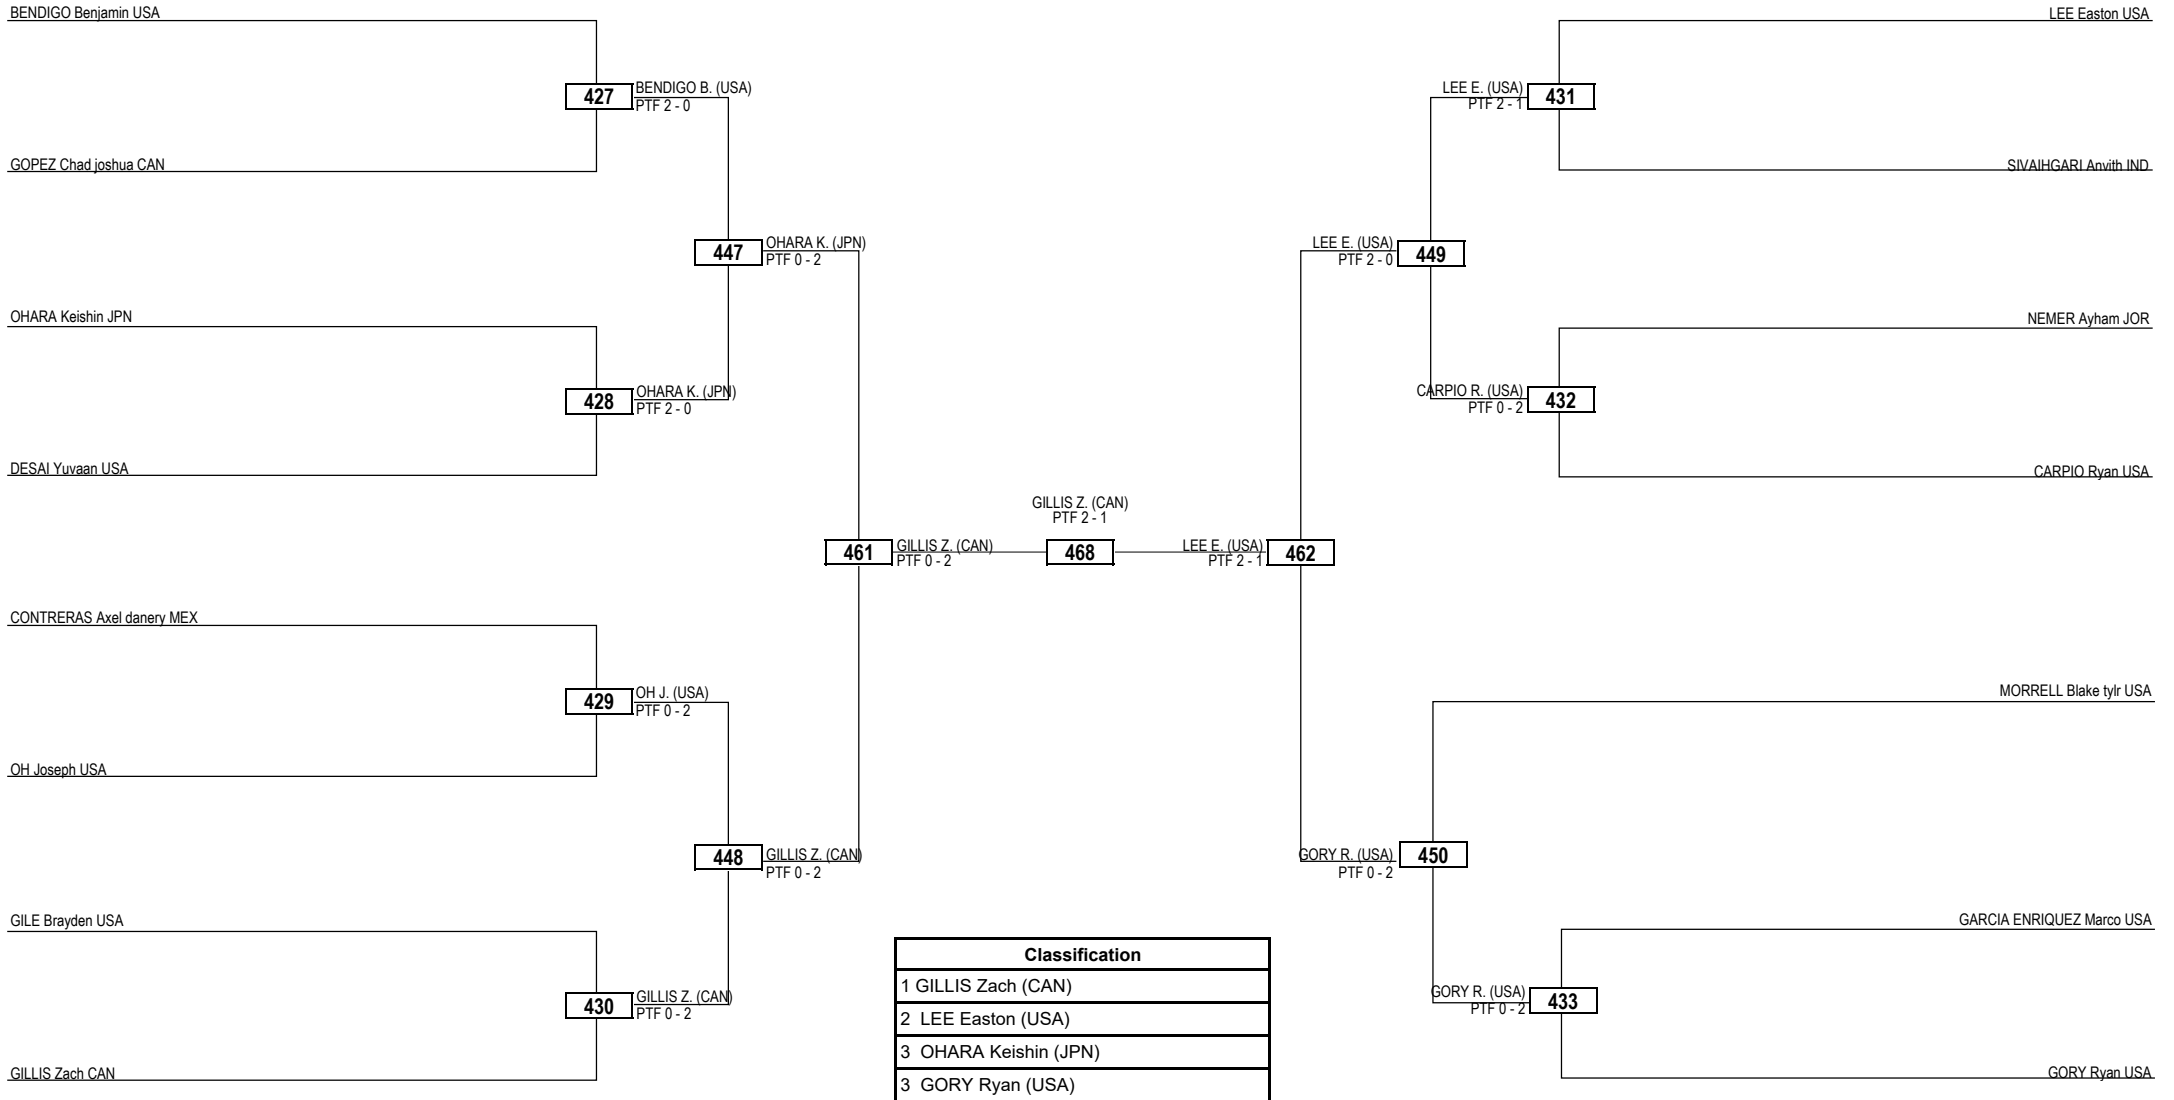 BENDIGO Benjamin USA
LEE Easton USA
427
BENDIGO B. (USA)
PTF 2 - 0
LEE E. (USA)
PTF 2 - 1
431
GOPEZ Chad joshua CAN
SIVAIHGARI Anvith IND
447
OHARA K. (JPN)
PTF 0 - 2
LEE E. (USA)
PTF 2 - 0
449
OHARA Keishin JPN
NEMER Ayham JOR
428
OHARA K. (JPN)
PTF 2 - 0
CARPIO R. (USA)
PTF 0 - 2
432
DESAI Yuvaan USA
CARPIO Ryan USA
GILLIS Z. (CAN)
PTF 2 - 1
461
GILLIS Z. (CAN)
PTF 0 - 2
468
LEE E. (USA)
PTF 2 - 1
462
CONTRERAS Axel danery MEX
MORRELL Blake tylr USA
429
OH J. (USA)
PTF 0 - 2
OH Joseph USA
448
GILLIS Z. (CAN)
PTF 0 - 2
GORY R. (USA)
PTF 0 - 2
450
GILE Brayden USA
GARCIA ENRIQUEZ Marco USA
430
GILLIS Z. (CAN)
PTF 0 - 2
GORY R. (USA)
PTF 0 - 2
433
GILLIS Zach CAN
GORY Ryan USA
Classification
1 GILLIS Zach (CAN)
2 LEE Easton (USA)
3 OHARA Keishin (JPN)
3 GORY Ryan (USA)